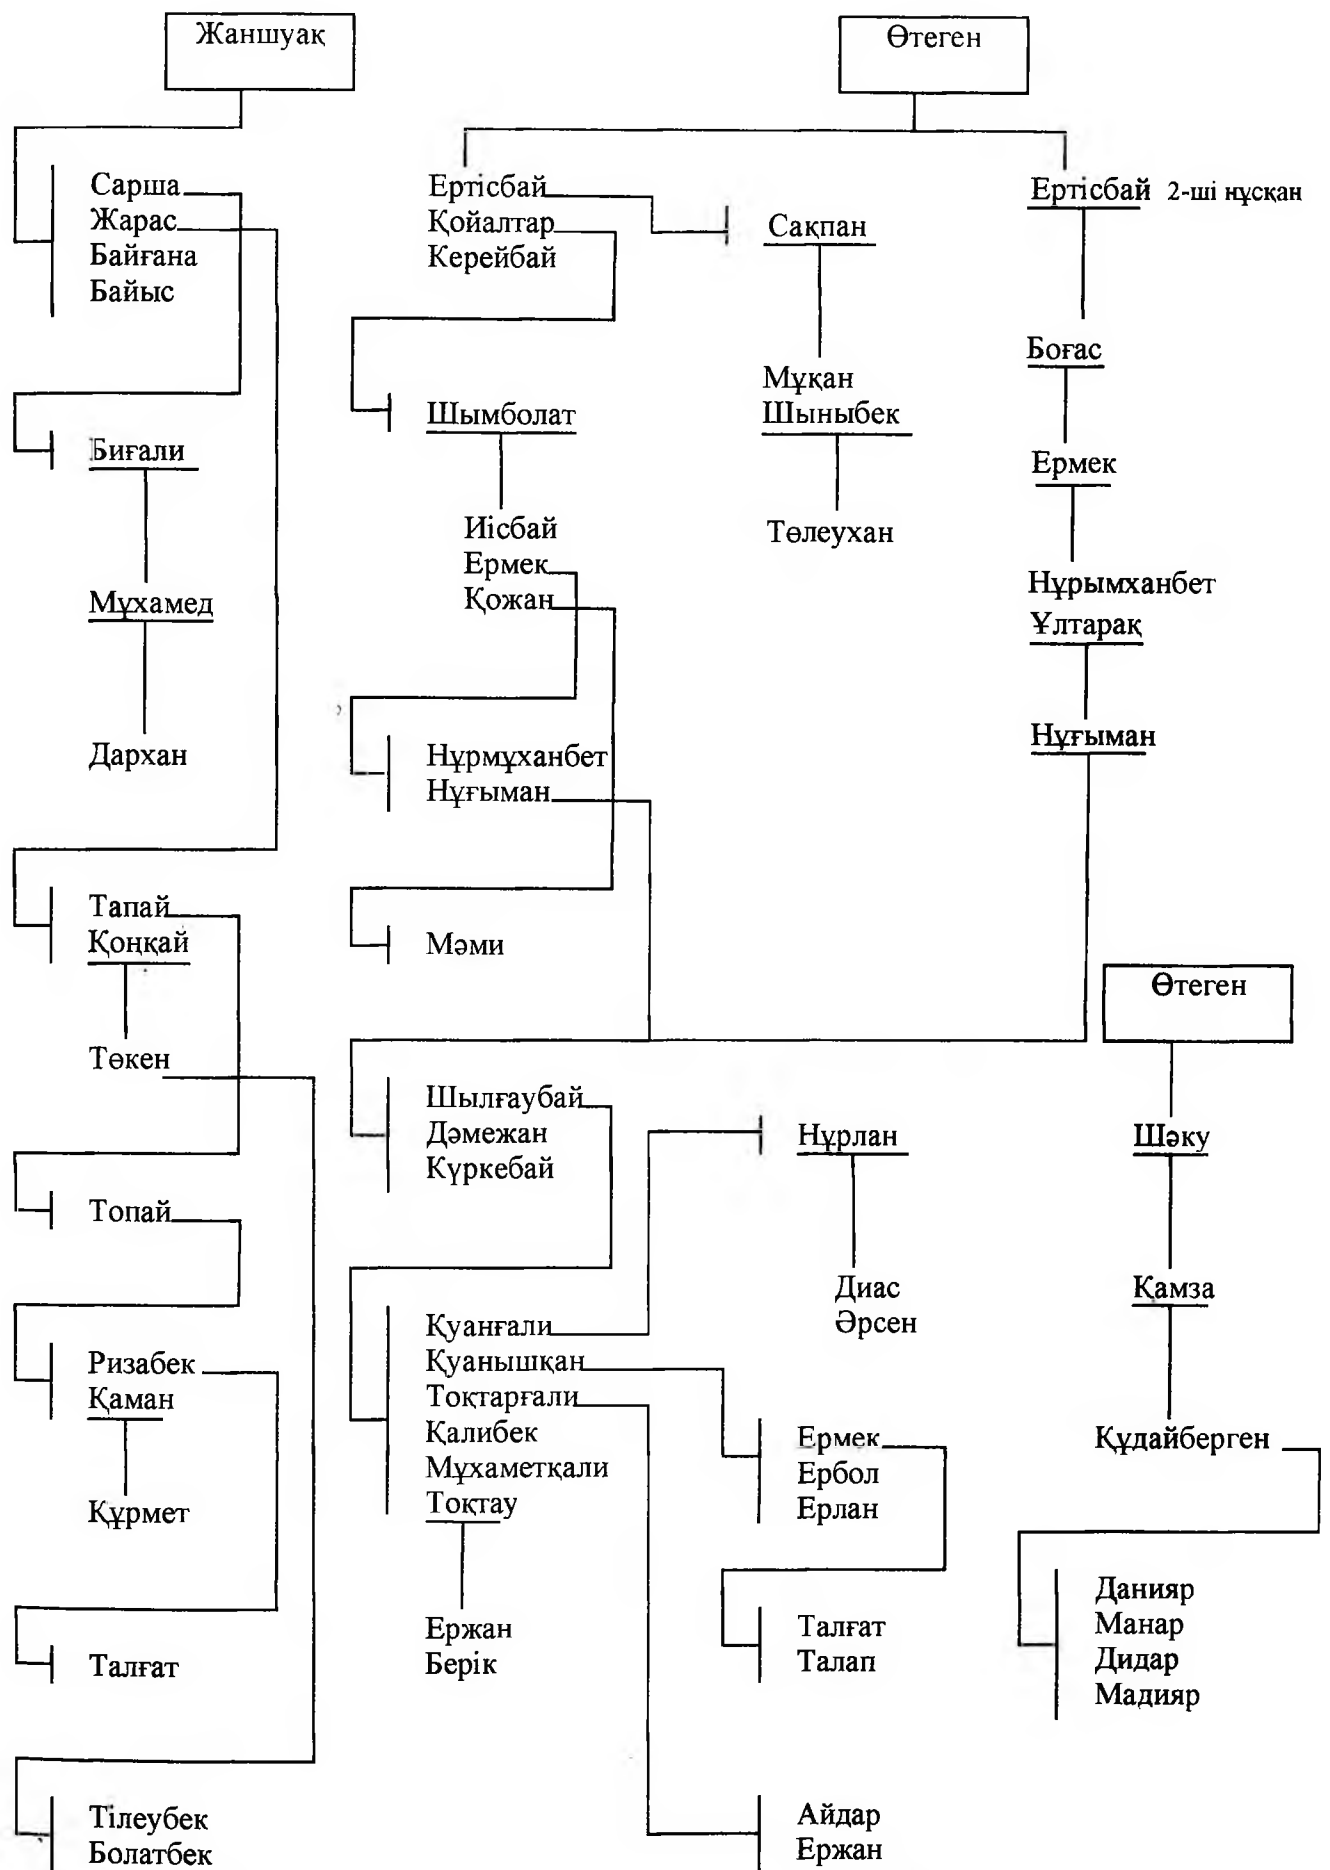 Жаншуақ
Сарша
Жарас
Байғана
Байыс
Биғали
Мұхамед
Дархан
Тапай
Қоңқай
Төкен
Топай
Ризабек
Қаман
Құрмет
Талғат
Тілеубек
Болатбек
Өтеген
Ертісбай
Қойалтар
Керейбай
Сақпан
Мұқан
Шыныбек
Төлеухан
Шымболат
Иісбай
Ермек
Қожан
Нұрмұханбет
Нұғыман
Мәми
Ертісбай 2-ші нұсқан
Боғас
Ермек
Нұрымханбет
Ұлтарақ
Нұғыман
Шылғаубай
Дәмежан
Күркебай
Қуанғали
Қуанышқан
Тоқтарғали
Қалибек
Мұхаметқали
Тоқтау
Ержан
Берік
Нұрлан
Диас
Әрсен
Ермек
Ербол
Ерлан
Талғат
Талап
Айдар
Ержан
Өтеген
Шәку
Қамза
Құдайберген
Данияр
Манар
Дидар
Мадияр